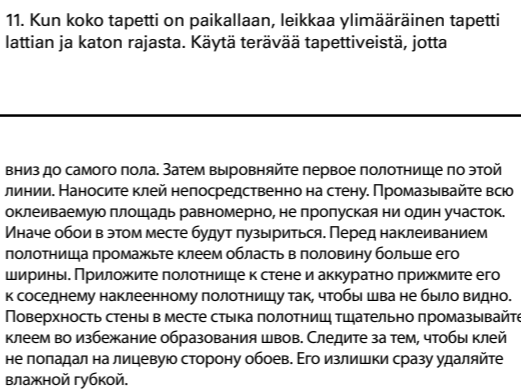 11. Kun koko tapetti on paikallaan, leikkaa ylimääräinen tapetti
lattian ja katon rajasta. Käytä terävää tapettiveistä, jotta
вниз до самого пола. Затем выровняйте первое полотнище по этой
линии. Наносите клей непосредственно на стену. Промазывайте всю
оклеиваемую площадь равномерно, не пропуская ни один участок.
Иначе обои в этом месте будут пузыриться. Перед наклеиванием
полотнища промажьте клеем область в половину больше его
ширины. Приложите полотнище к стене и аккуратно прижмите его
к соседнему наклеенному полотнищу так, чтобы шва не было видно.
Поверхность стены в месте стыка полотнищ тщательно промазывайте
клеем во избежание образования швов. Следите за тем, чтобы клей
не попадал на лицевую сторону обоев. Его излишки сразу удаляйте
влажной губкой.